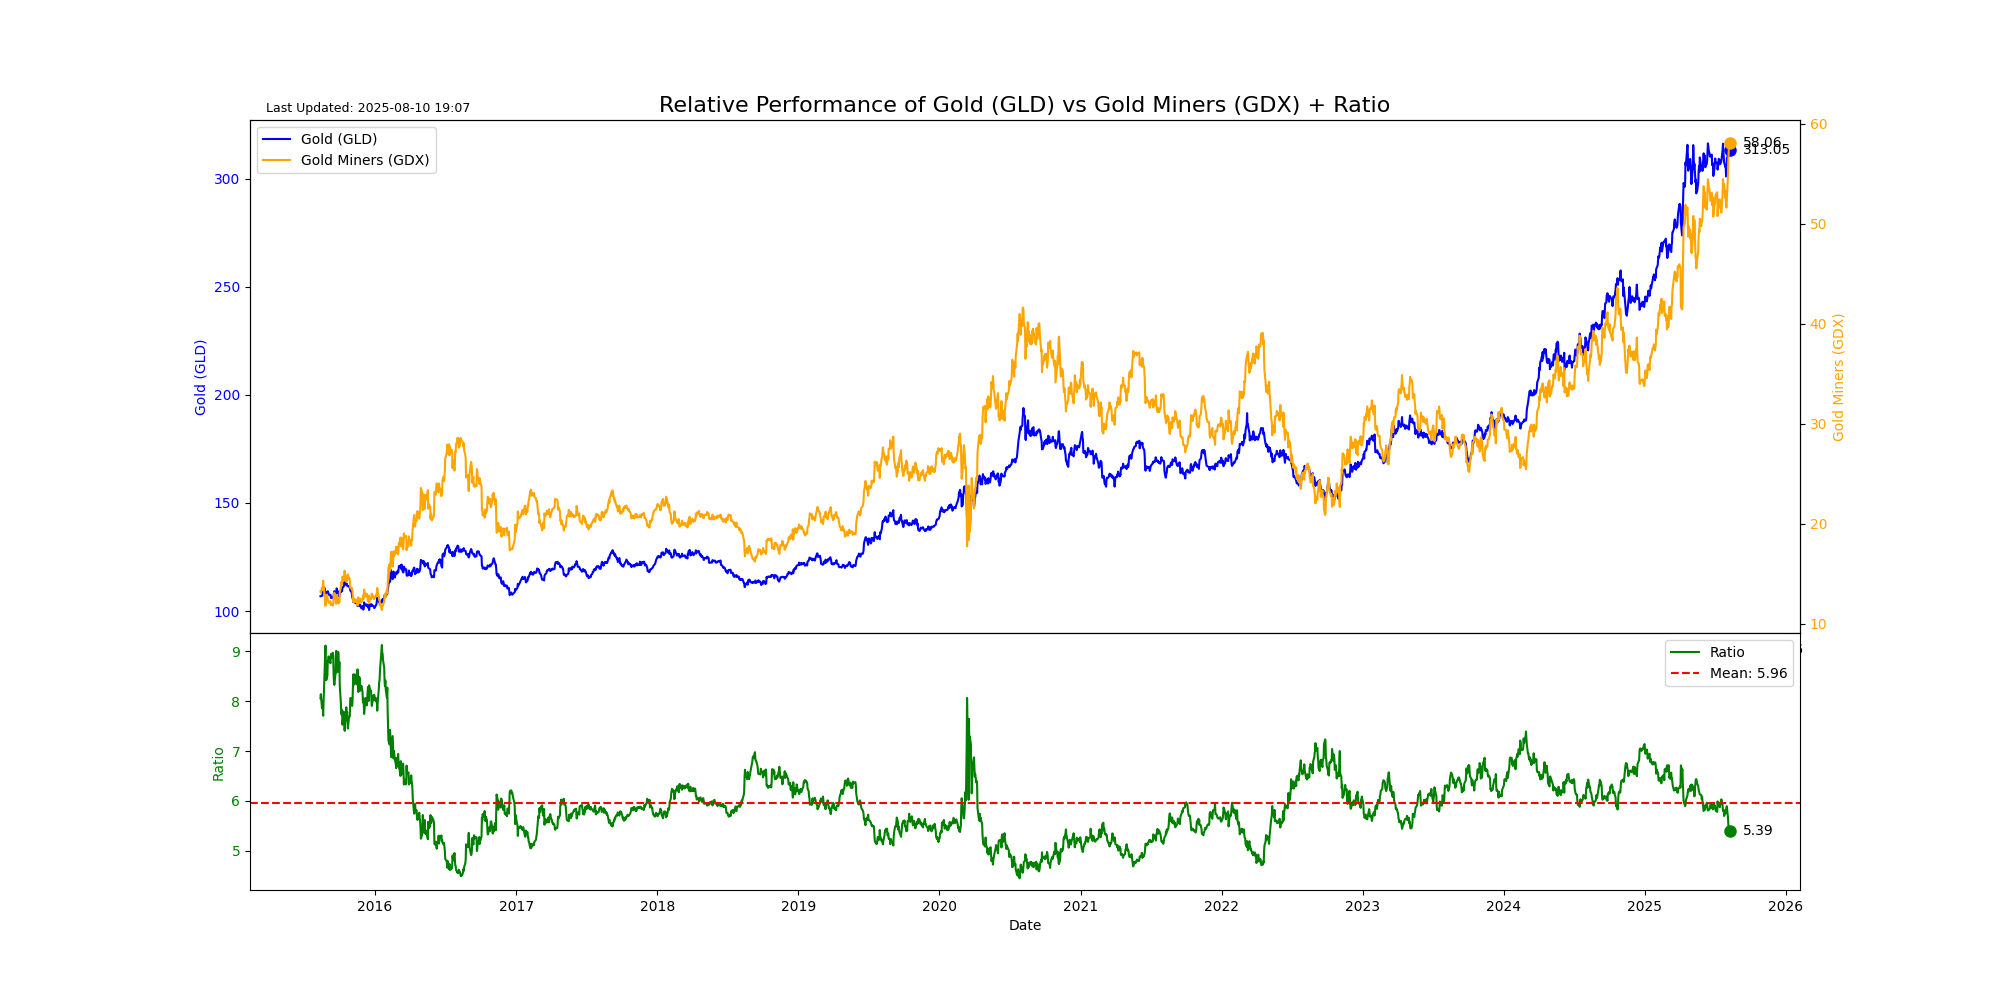 Last Updated: 2025-08-10 19:07
Relative Performance of Gold (GLD) vs Gold Miners (GDX) + Ratio
Gold (GLD)
Gold Miners (GDX)
58.06
313.05
300
250
200
150
100
Gold (GLD)
60
50
40
30
20
10
Gold Miners (GDX)
Ratio
Mean: 5.96
9
8
7
6
5
Ratio
5.39
2016 2017 2018 2019 2020 2021 2022 2023 2024 2025 2026
Date